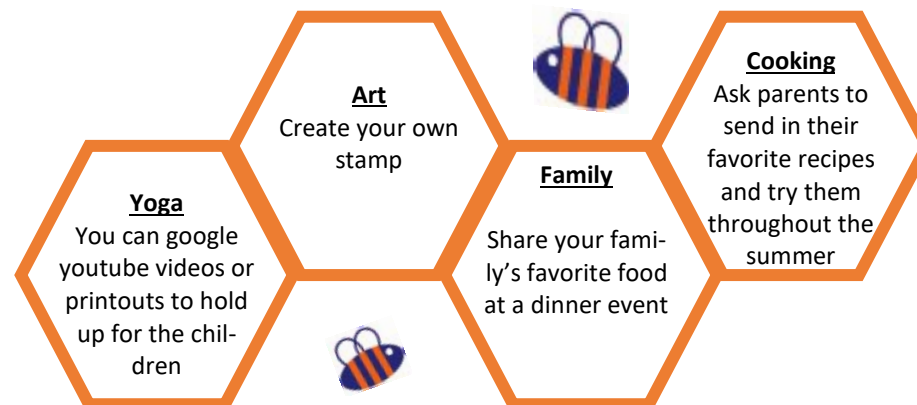 Yoga
You can google
youtube videos or
printouts to hold
up for the chil-
dren
Art
Create your own
stamp
Family
Share your fami-
ly's favorite food
at a dinner event
Cooking
Ask parents to
send in their
favorite recipes
and try them
throughout the
summer